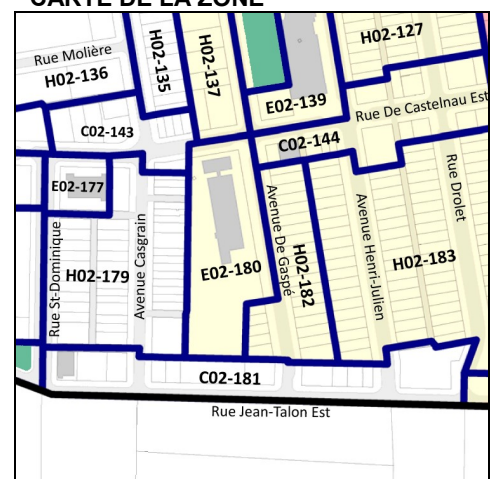 CARTE DE LA ZONE
H02-127
Rue Molière
H02-135
H02-137
H02-136
E02-139
Rue De Castelnau Est
C02-143
C02-144
E02-177
Rue Drolet
Avenue De Gaspé
Avenue Henri-Julien
Avenue Casgrain
Rue St-Dominique
H02-179
E02-180
H02-182
H02-183
C02-181
Rue Jean-Talon Est